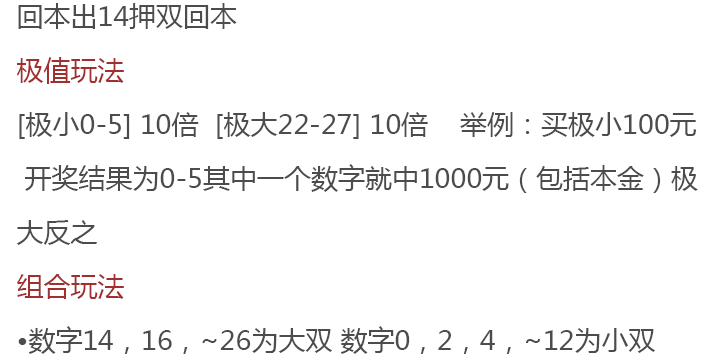 回本出14押双回本
极值玩法
[极小0-5] 10倍 [极大22-27] 10倍 举例：买极小100元
开奖结果为0-5其中一个数字就中1000元（包括本金）极
大反之
组合玩法
•数字14，16，~26为大双 数字0，2，4，~12为小双